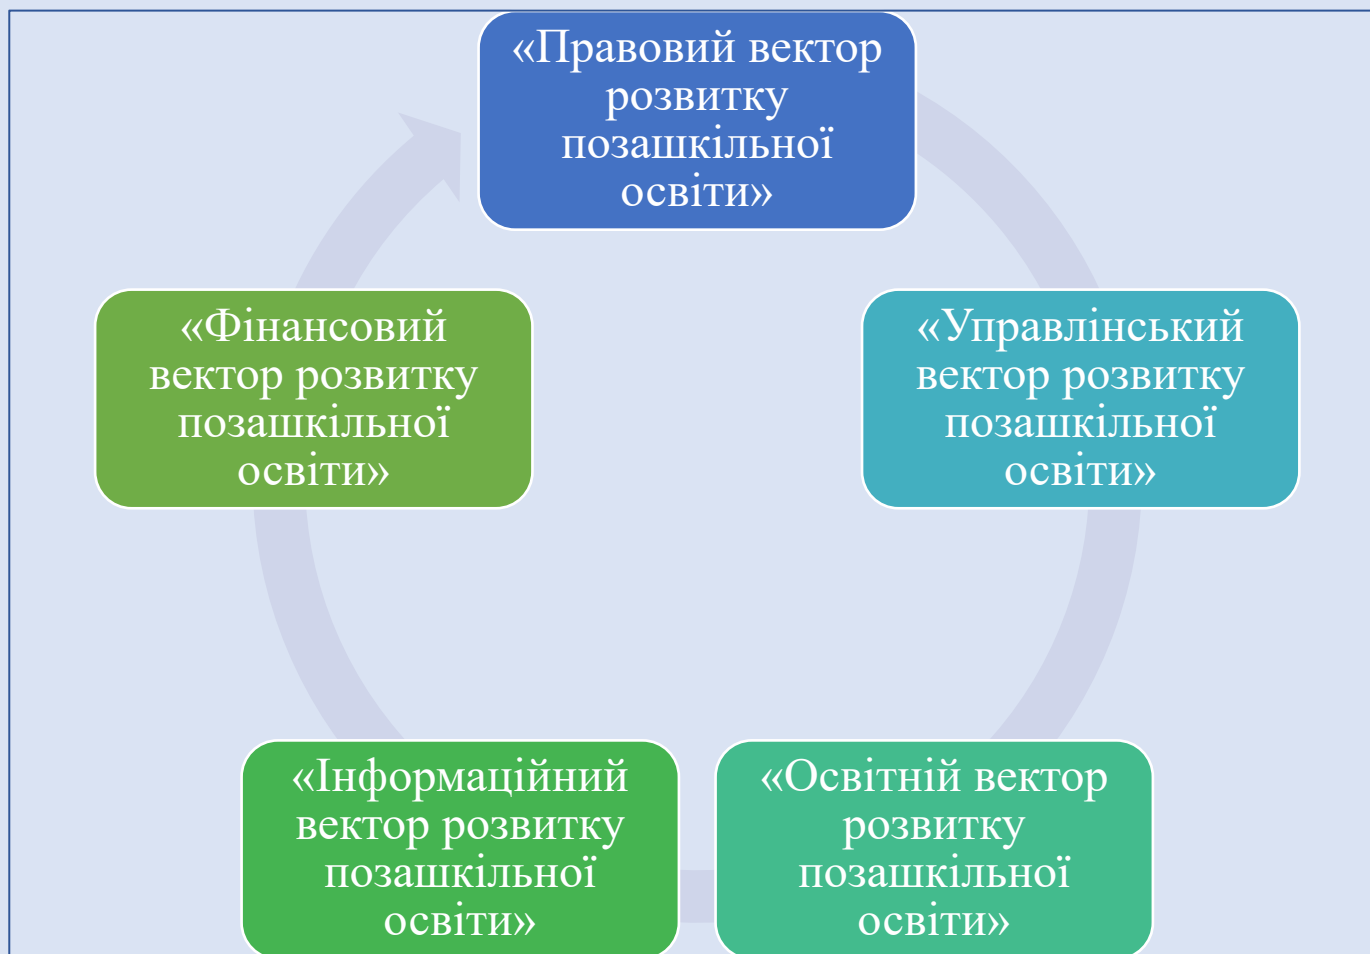 «Правовий вектор
розвитку
позашкільної
освіти»
«Управлінський
вектор розвитку
позашкільної
освіти»
«Освітній вектор
розвитку
позашкільної
освіти»
«Інформаційний
вектор розвитку
позашкільної
освіти»
«Фінансовий
вектор розвитку
позашкільної
освіти»